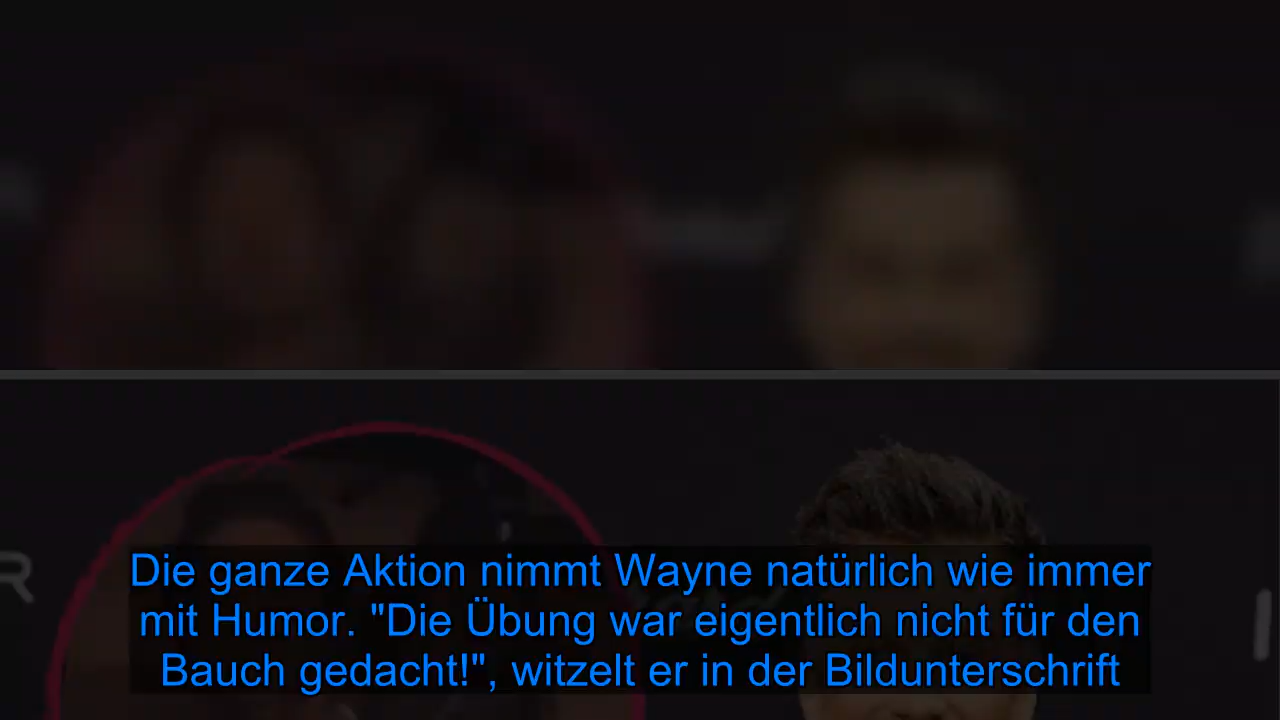 R
Die ganze Aktion nimmt Wayne natürlich wie immer
mit Humor. "Die Übung war eigentlich nicht für den
Bauch gedacht!", witzelt er in der Bildunterschrift